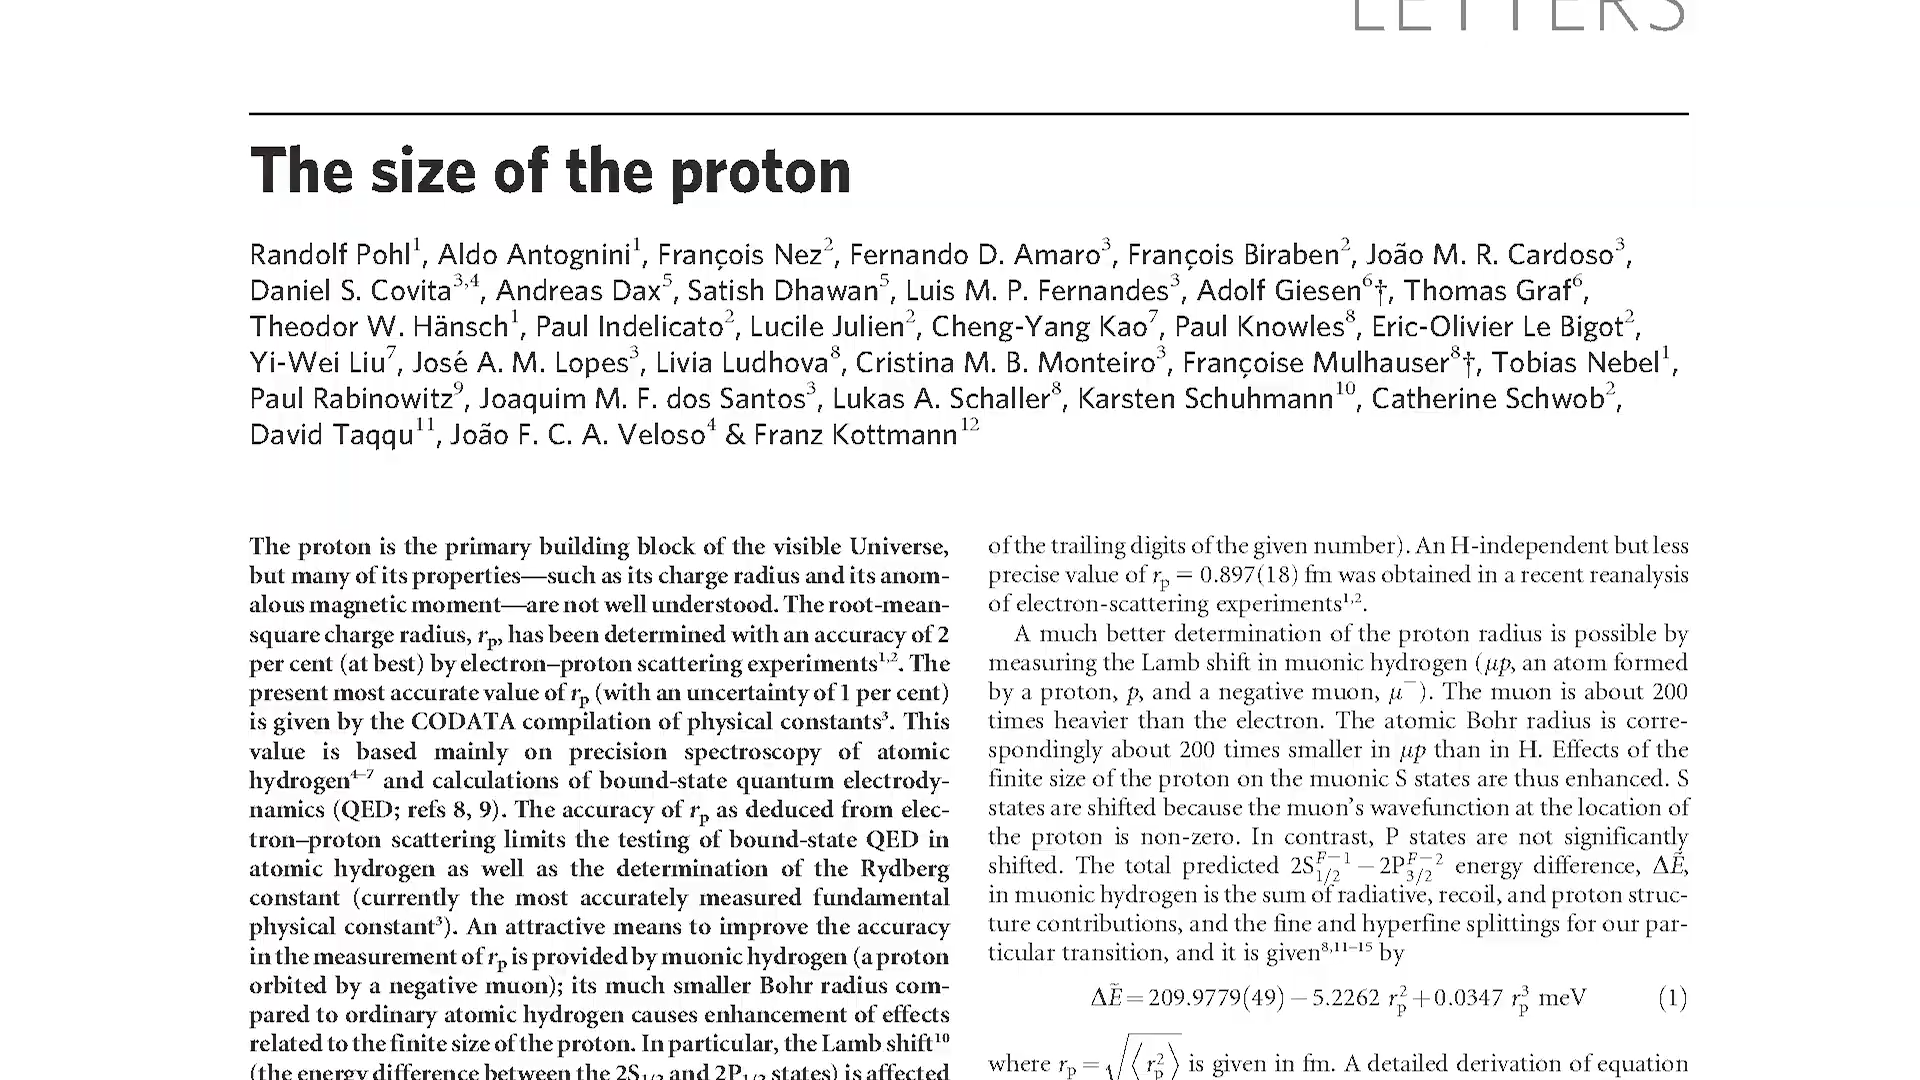 LETTERS
The size of the proton
Randolf Pohl¹, Aldo Antognini¹, François Nez², Fernando D. Amaro³, François Biraben², João M. R. Cardoso³,
Daniel S. Covita³,⁴, Andreas Dax⁵, Satish Dhawan⁵, Luis M. P. Fernandes³, Adolf Giesen⁶†, Thomas Graf⁶,
Theodor W. Hänsch¹, Paul Indelicato², Lucile Julien², Cheng-Yang Kao⁷, Paul Knowles⁸, Eric-Olivier Le Bigot²,
Yi-Wei Liu⁷, José A. M. Lopes³, Livia Ludhova⁸, Cristina M. B. Monteiro³, Françoise Mulhauser⁸†, Tobias Nebel¹,
Paul Rabinowitz⁹, Joaquim M. F. dos Santos³, Lukas A. Schaller⁸, Karsten Schuhmann¹⁰, Catherine Schwob²,
David Taqqu¹¹, João F. C. A. Veloso⁴ & Franz Kottmann¹²
The proton is the primary building block of the visible Universe,
but many of its properties—such as its charge radius and its anom-
alous magnetic moment—are not well understood. The root-mean-
square charge radius, rₚ, has been determined with an accuracy of 2
per cent (at best) by electron–proton scattering experiments¹,². The
present most accurate value of rₚ (with an uncertainty of 1 per cent)
is given by the CODATA compilation of physical constants³. This
value is based mainly on precision spectroscopy of atomic
hydrogen⁴⁻⁷ and calculations of bound-state quantum electrody-
namics (QED; refs 8, 9). The accuracy of rₚ as deduced from elec-
tron–proton scattering limits the testing of bound-state QED in
atomic hydrogen as well as the determination of the Rydberg
constant (currently the most accurately measured fundamental
physical constant³). An attractive means to improve the accuracy
in the measurement of rₚ is provided by muonic hydrogen (a proton
orbited by a negative muon); its much smaller Bohr radius com-
pared to ordinary atomic hydrogen causes enhancement of effects
related to the finite size of the proton. In particular, the Lamb shift¹⁰
(the energy difference between the 2S₁/₂ and 2P₁/₂ states) is affected
of the trailing digits of the given number). An H-independent but less
precise value of rₚ = 0.897(18) fm was obtained in a recent reanalysis
of electron-scattering experiments¹,².
A much better determination of the proton radius is possible by
measuring the Lamb shift in muonic hydrogen (μp, an atom formed
by a proton, p, and a negative muon, μ⁻). The muon is about 200
times heavier than the electron. The atomic Bohr radius is corre-
spondingly about 200 times smaller in μp than in H. Effects of the
finite size of the proton on the muonic S states are thus enhanced. S
states are shifted because the muon's wavefunction at the location of
the proton is non-zero. In contrast, P states are not significantly
shifted. The total predicted 2S₁/₂^F=1 − 2P₃/₂^F=2 energy difference, ΔẼ,
in muonic hydrogen is the sum of radiative, recoil, and proton struc-
ture contributions, and the fine and hyperfine splittings for our par-
ticular transition, and it is given⁸,¹¹⁻¹⁵ by
ΔẼ = 209.9779(49) − 5.2262 rₚ² + 0.0347 rₚ³ meV (1)
where rₚ = √⟨rₚ²⟩ is given in fm. A detailed derivation of equation